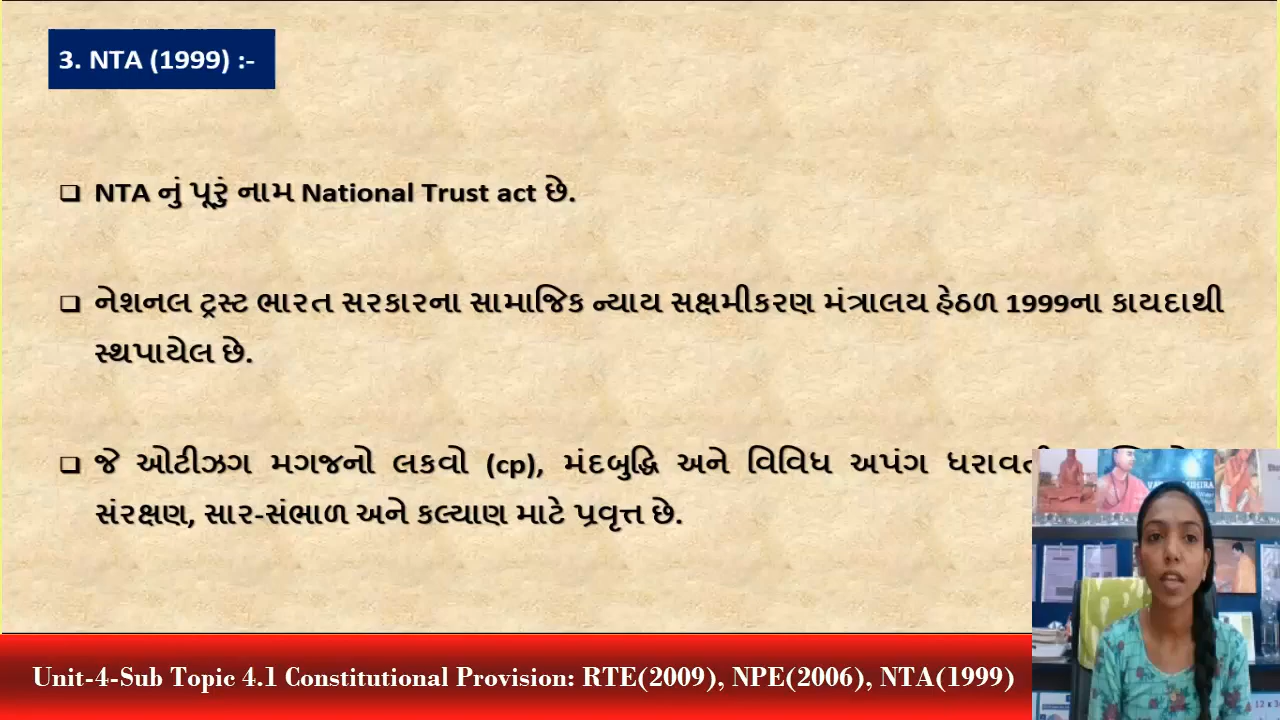 3. NTA (1999) :-
NTA નું પૂરું નામ National Trust act છે.
નેશનલ ટ્રસ્ટ ભારત સરકારના સામાજિક ન્યાય સક્ષમીકરણ મંત્રાલય હેઠળ 1999ના કાયદાથી
સ્થપાયેલ છે.
જે ઓટીઝગ મગજનો લકવો (cp), મંદબુદ્ધિ અને વિવિધ અપંગ
સંરક્ષણ, સાર-સંભાળ અને કલ્યાણ માટે પ્રવૃત્ત છે.
Unit-4-Sub Topic 4.1 Constitutional Provision: RTE(2009), NPE(2006), NTA(1999)